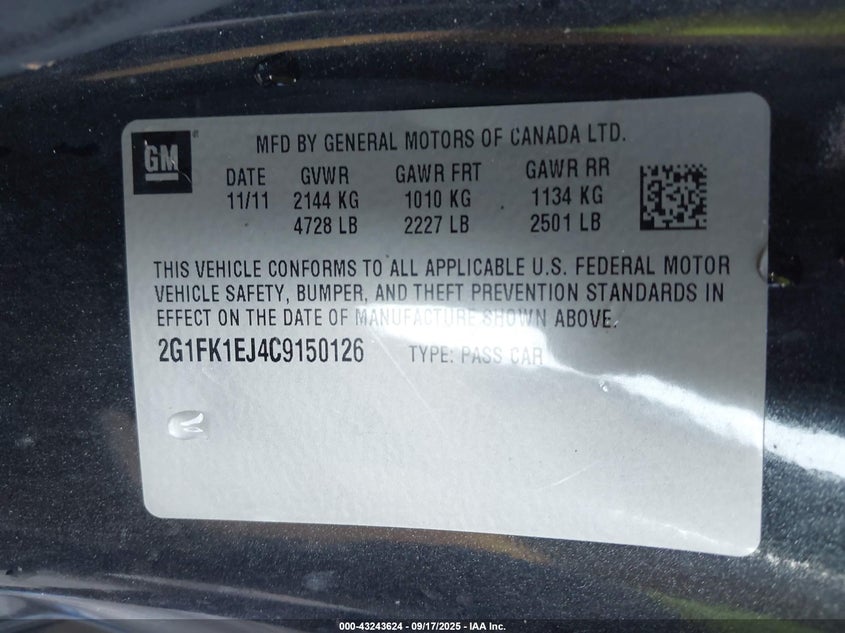 GM
MFD BY GENERAL MOTORS OF CANADA LTD.
DATE GVWR GAWR FRT GAWR RR
11/11 2144 KG 1010 KG 1134 KG
4728 LB 2227 LB 2501 LB
THIS VEHICLE CONFORMS TO ALL APPLICABLE U.S. FEDERAL MOTOR
VEHICLE SAFETY, BUMPER, AND THEFT PREVENTION STANDARDS IN
EFFECT ON THE DATE OF MANUFACTURE SHOWN ABOVE.
2G1FK1EJ4C9150126 TYPE: PASS CAR
000-43243624 - 09/17/2025 - IAA Inc.